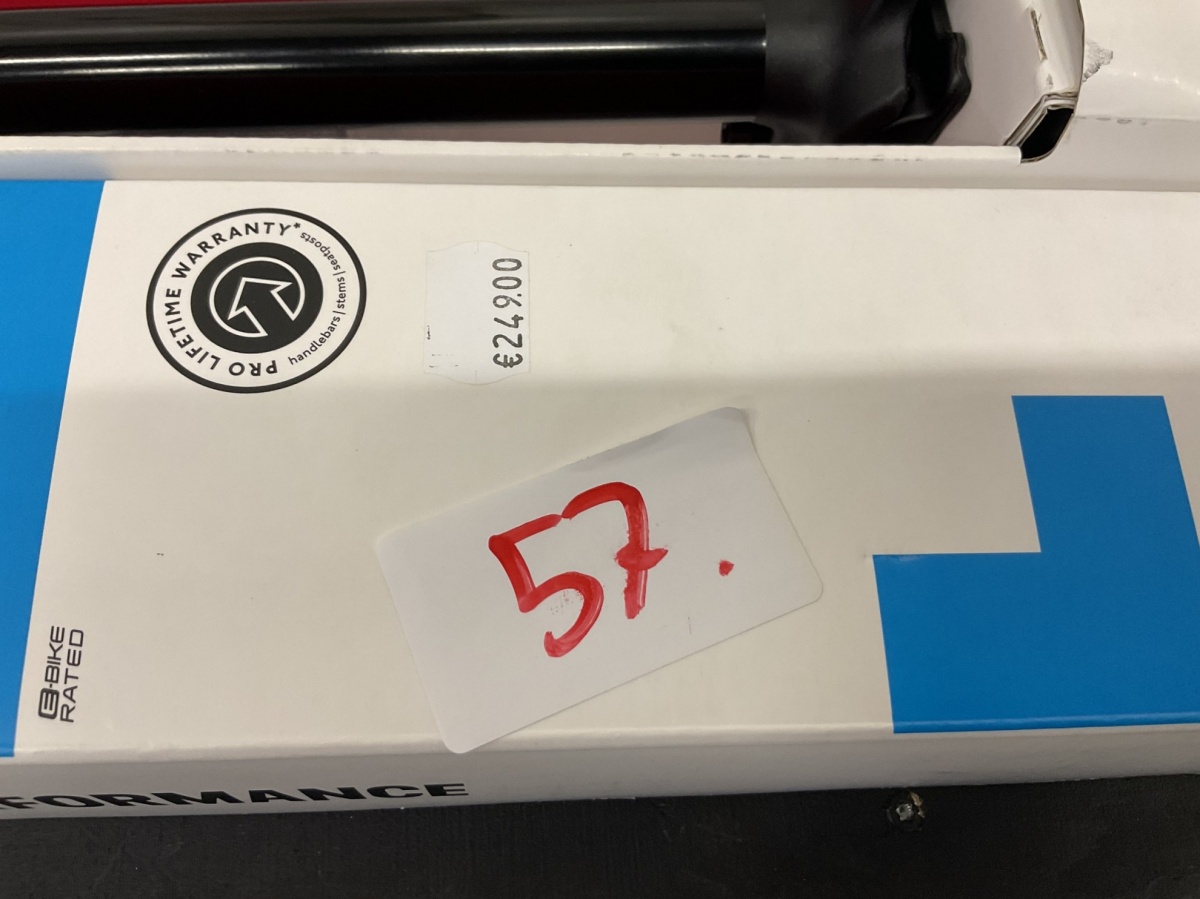 PRO LIFETIME WARRANTY*
handlebars | stems | seatposts
€249.00
57.
E-BIKE
RATED
FORMANCE